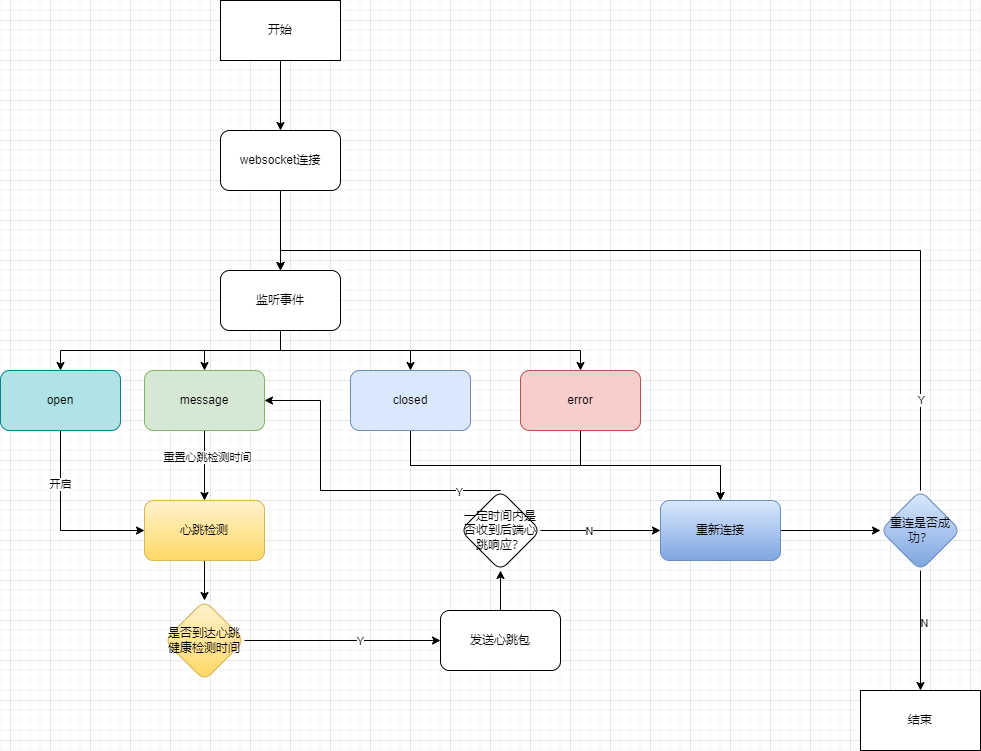 开始
websocket连接
监听事件
open
message
closed
error
Y
重置心跳检测时间
开启
Y
一定时间内是
否收到后端心
跳响应？
心跳检测
N
重新连接
重连是否成
功？
是否到达心跳
健康检测时间
Y
发送心跳包
N
结束